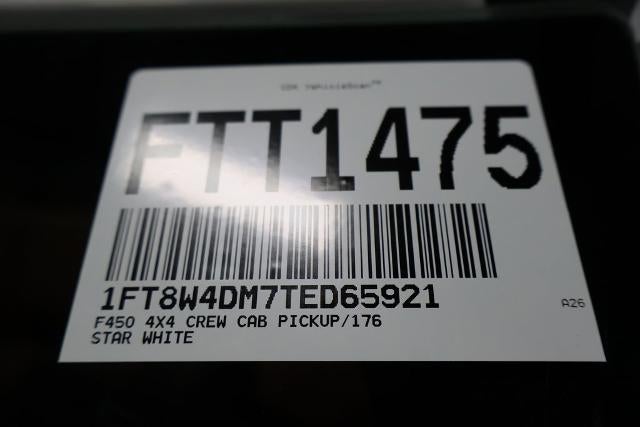 FTT1475
1FT8W4DM7TED65921
A26
F450 4X4 CREW CAB PICKUP/176
STAR WHITE